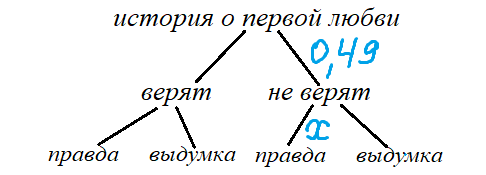 история о первой любви
0,49
верят не верят
x
правда выдумка правда выдумка